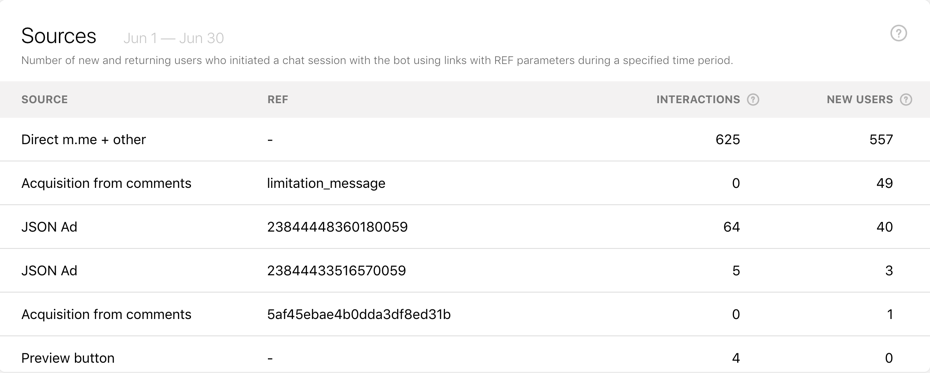 Sources Jun 1 — Jun 30
Number of new and returning users who initiated a chat session with the bot using links with REF parameters during a specified time period.
SOURCE REF INTERACTIONS ? NEW USERS ?
Direct m.me + other - 625 557
Acquisition from comments limitation_message 0 49
JSON Ad 23844448360180059 64 40
JSON Ad 23844433516570059 5 3
Acquisition from comments 5af45ebae4b0dda3df8ed31b 0 1
Preview button - 4 0